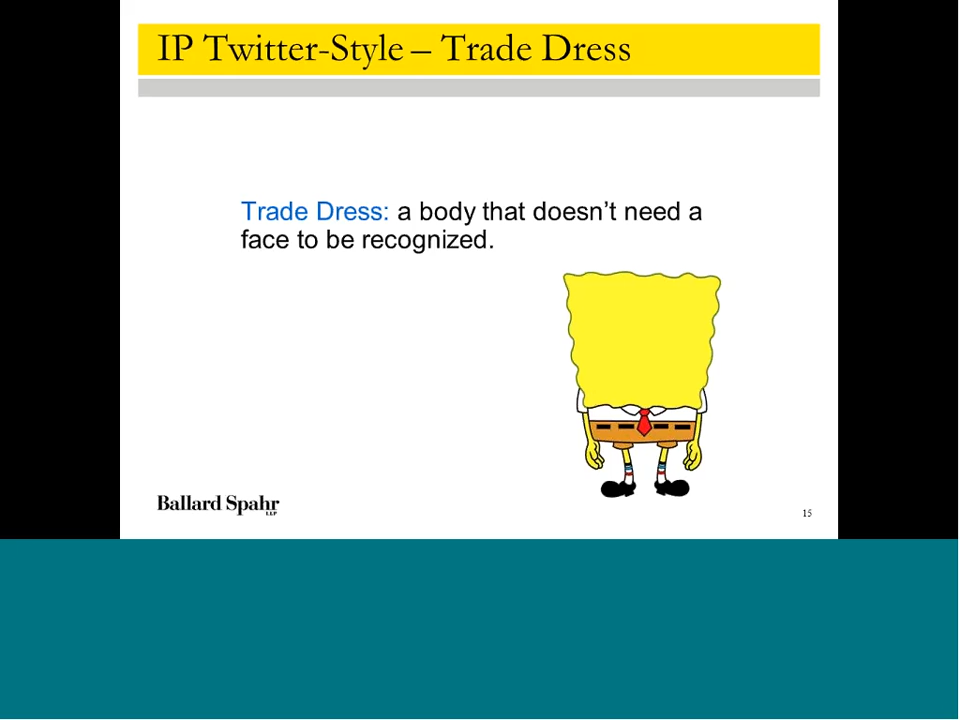 IP Twitter-Style – Trade Dress
Trade Dress: a body that doesn’t need a
face to be recognized.
Ballard Spahr
LLP
15